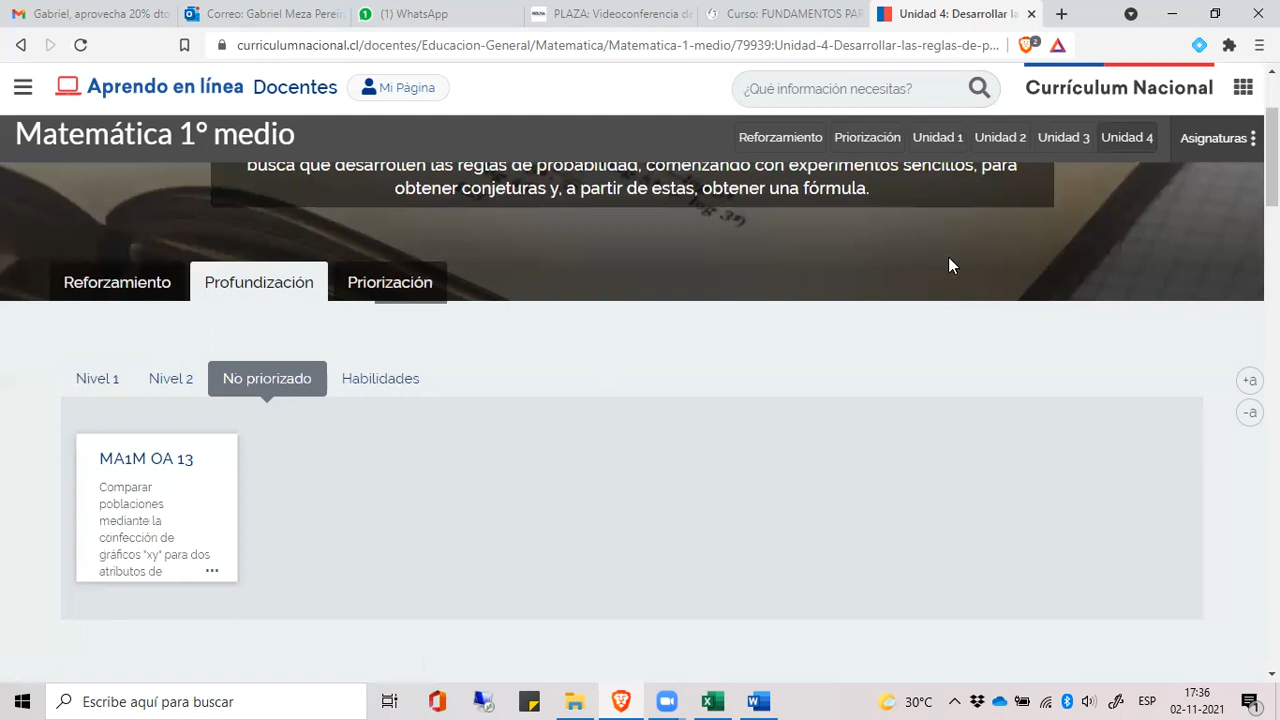 Gabriel, aprovecha 20% dto
Correo: Gabriel Meza Pereira
(1) WhatsApp
PLAZA: Videoconferencia de
Curso: FUNDAMENTOS PAR
Unidad 4: Desarrollar la
curriculumnacional.cl/docentes/Educacion-General/Matematica/Matematica-1-medio/79939:Unidad-4-Desarrollar-las-reglas-de-p...
2
Aprendo en línea Docentes
Mi Página
¿Qué información necesitas?
Currículum Nacional
Matemática 1° medio
Reforzamiento
Priorización
Unidad 1
Unidad 2
Unidad 3
Unidad 4
Asignaturas
busca que desarrollen las reglas de probabilidad, comenzando con experimentos sencillos, para
obtener conjeturas y, a partir de estas, obtener una fórmula.
Reforzamiento
Profundización
Priorización
Nivel 1
Nivel 2
No priorizado
Habilidades
+a
-a
MA1M OA 13
Comparar
poblaciones
mediante la
confección de
gráficos "xy" para dos
atributos de ...
Escribe aquí para buscar
30°C
ESP
17:36
02-11-2021
1